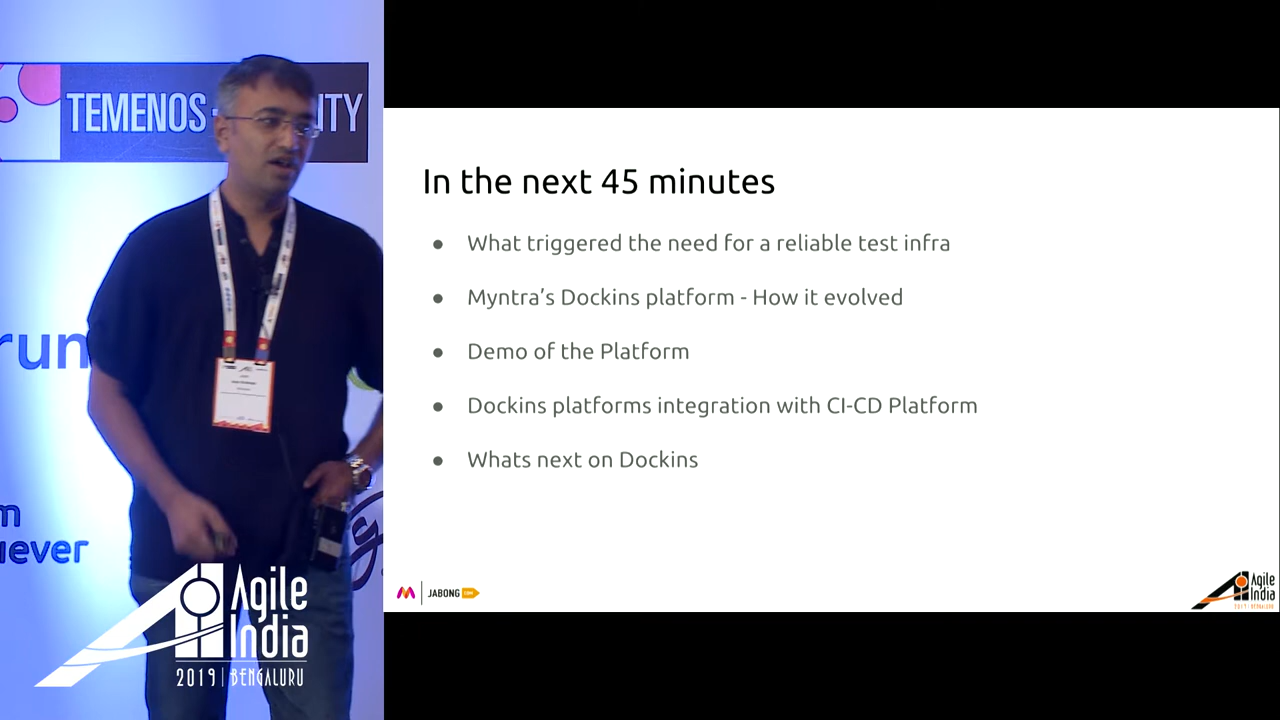 TEMENOS
ITY
run
m
uever
Agile
India
2019 | BENGALURU
In the next 45 minutes
● What triggered the need for a reliable test infra
● Myntra's Dockins platform - How it evolved
● Demo of the Platform
● Dockins platforms integration with CI-CD Platform
● Whats next on Dockins
JABONG
Agile
India